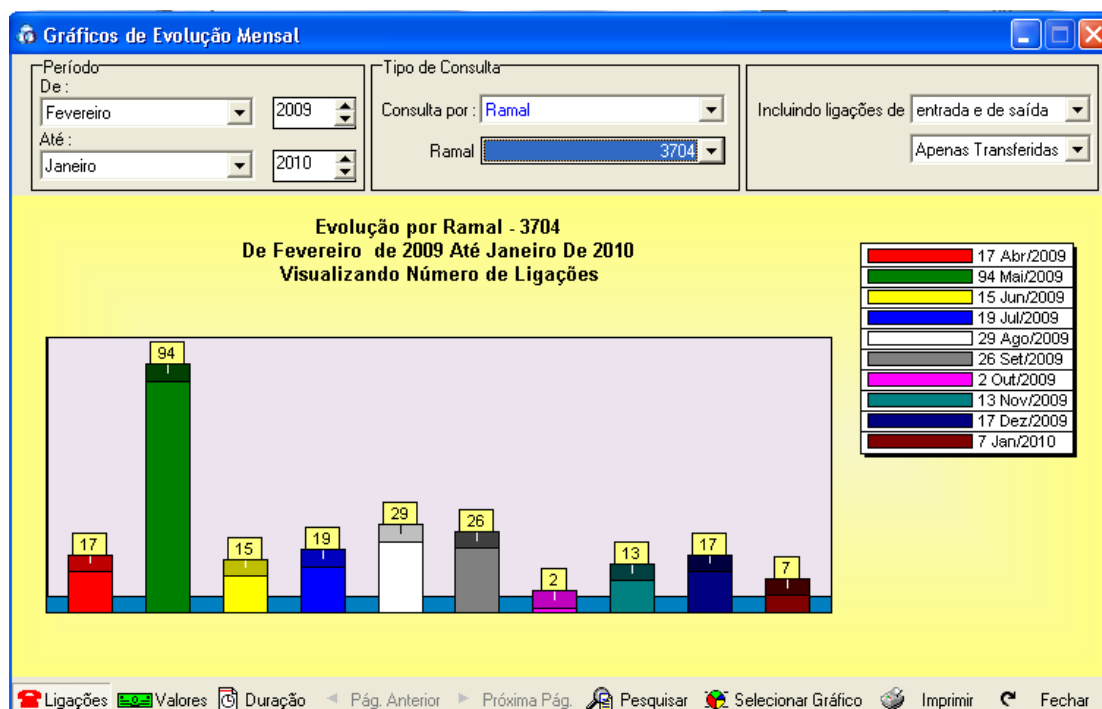 Gráficos de Evolução Mensal
Período
De :
Fevereiro 2009
Até :
Janeiro 2010
Tipo de Consulta
Consulta por : Ramal
Ramal 3704
Incluindo ligações de entrada e de saída
Apenas Transferidas
Evolução por Ramal - 3704
De Fevereiro de 2009 Até Janeiro De 2010
Visualizando Número de Ligações
17 Abr/2009
94 Mai/2009
15 Jun/2009
19 Jul/2009
29 Ago/2009
26 Set/2009
2 Out/2009
13 Nov/2009
17 Dez/2009
7 Jan/2010
17 94 15 19 29 26 2 13 17 7
Ligações Valores Duração Pág. Anterior Próxima Pág. Pesquisar Selecionar Gráfico Imprimir Fechar